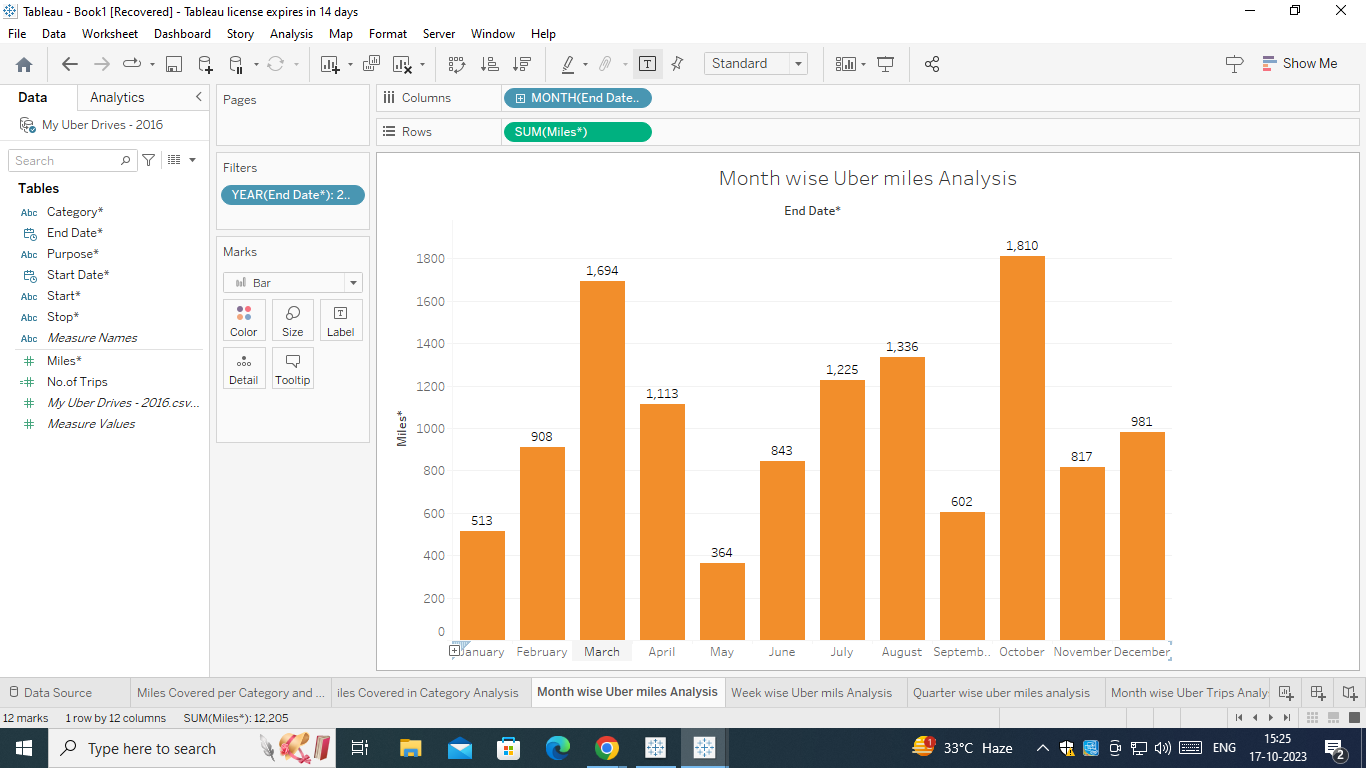 Tableau - Book1 [Recovered] - Tableau license expires in 14 days
File Data Worksheet Dashboard Story Analysis Map Format Server Window Help
Standard
Show Me
Data Analytics
My Uber Drives - 2016
Search
Tables
Abc Category*
End Date*
Abc Purpose*
Start Date*
Abc Start*
Abc Stop*
Abc Measure Names
# Miles*
=# No.of Trips
# My Uber Drives - 2016.csv...
# Measure Values
Pages
Filters
YEAR(End Date*): 2..
Marks
Bar
Color Size Label
Detail Tooltip
Columns MONTH(End Date..
Rows SUM(Miles*)
Month wise Uber miles Analysis
End Date*
Miles*
1800
1600
1400
1200
1000
800
600
400
200
0
513
908
1,694
1,113
364
843
1,225
1,336
602
1,810
817
981
January February March April May June July August Septemb.. October November December
Data Source Miles Covered per Category and ... iles Covered in Category Analysis Month wise Uber miles Analysis Week wise Uber mils Analysis Quarter wise uber miles analysis Month wise Uber Trips Analy
12 marks 1 row by 12 columns SUM(Miles*): 12,205
Type here to search
1
33°C Haze
ENG
15:25
17-10-2023
2